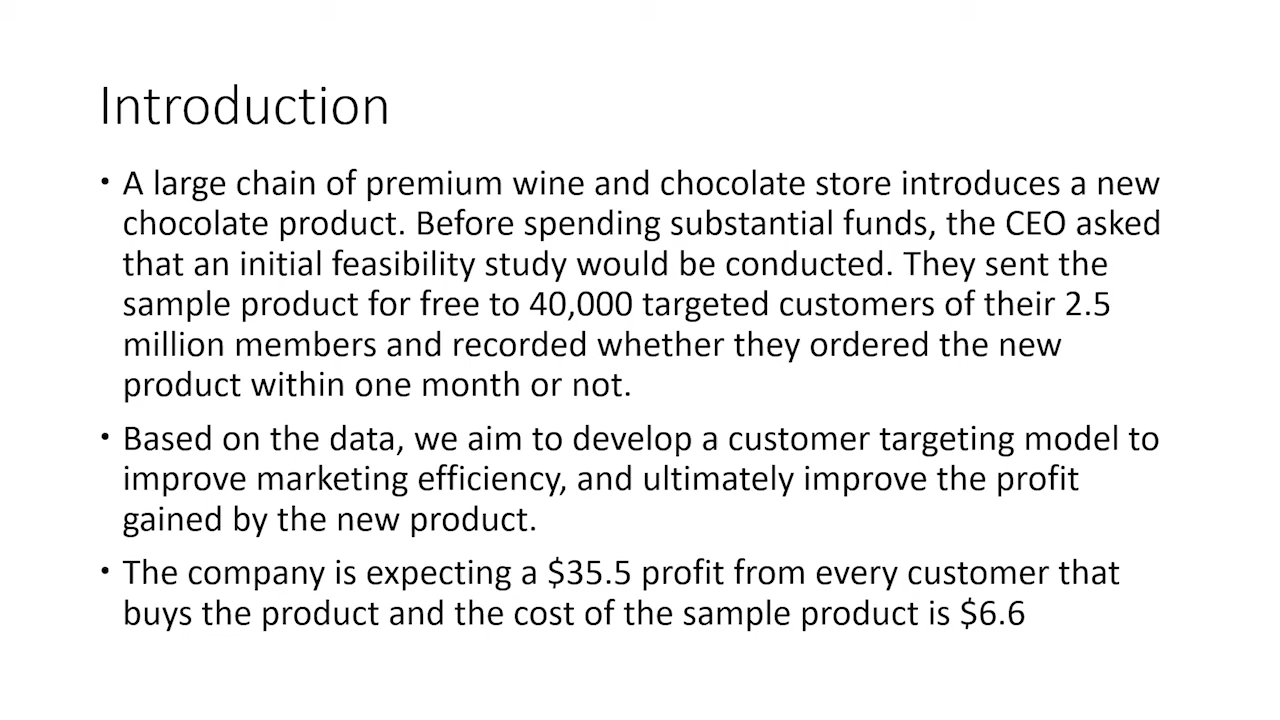 Introduction
• A large chain of premium wine and chocolate store introduces a new
chocolate product. Before spending substantial funds, the CEO asked
that an initial feasibility study would be conducted. They sent the
sample product for free to 40,000 targeted customers of their 2.5
million members and recorded whether they ordered the new
product within one month or not.
• Based on the data, we aim to develop a customer targeting model to
improve marketing efficiency, and ultimately improve the profit
gained by the new product.
• The company is expecting a $35.5 profit from every customer that
buys the product and the cost of the sample product is $6.6